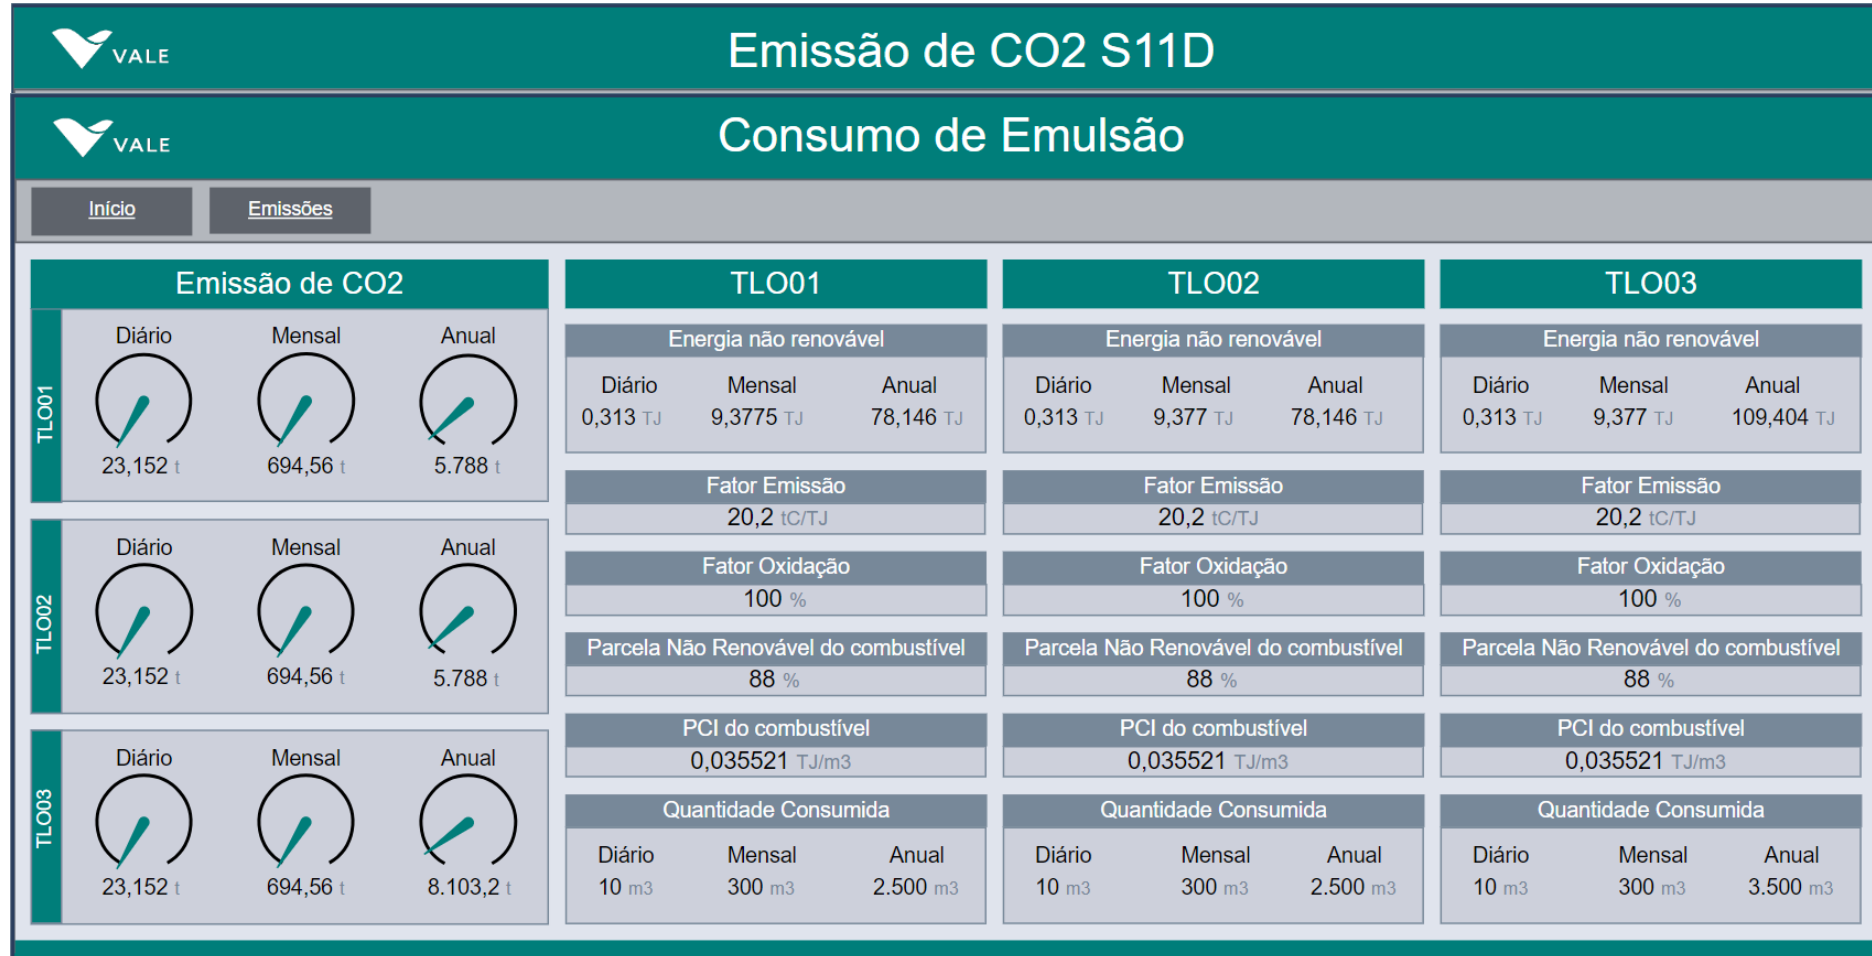 VALE
Emissão de CO2 S11D
VALE
Consumo de Emulsão
Início Emissões
Emissão de CO2
TLO01
Diário Mensal Anual
23,152 t 694,56 t 5.788 t
TLO02
Diário Mensal Anual
23,152 t 694,56 t 5.788 t
TLO03
Diário Mensal Anual
23,152 t 694,56 t 8.103,2 t
TLO01
Energia não renovável
Diário Mensal Anual
0,313 TJ 9,3775 TJ 78,146 TJ
Fator Emissão
20,2 tC/TJ
Fator Oxidação
100 %
Parcela Não Renovável do combustível
88 %
PCI do combustível
0,035521 TJ/m3
Quantidade Consumida
Diário Mensal Anual
10 m3 300 m3 2.500 m3
TLO02
Energia não renovável
Diário Mensal Anual
0,313 TJ 9,377 TJ 78,146 TJ
Fator Emissão
20,2 tC/TJ
Fator Oxidação
100 %
Parcela Não Renovável do combustível
88 %
PCI do combustível
0,035521 TJ/m3
Quantidade Consumida
Diário Mensal Anual
10 m3 300 m3 2.500 m3
TLO03
Energia não renovável
Diário Mensal Anual
0,313 TJ 9,377 TJ 109,404 TJ
Fator Emissão
20,2 tC/TJ
Fator Oxidação
100 %
Parcela Não Renovável do combustível
88 %
PCI do combustível
0,035521 TJ/m3
Quantidade Consumida
Diário Mensal Anual
10 m3 300 m3 3.500 m3